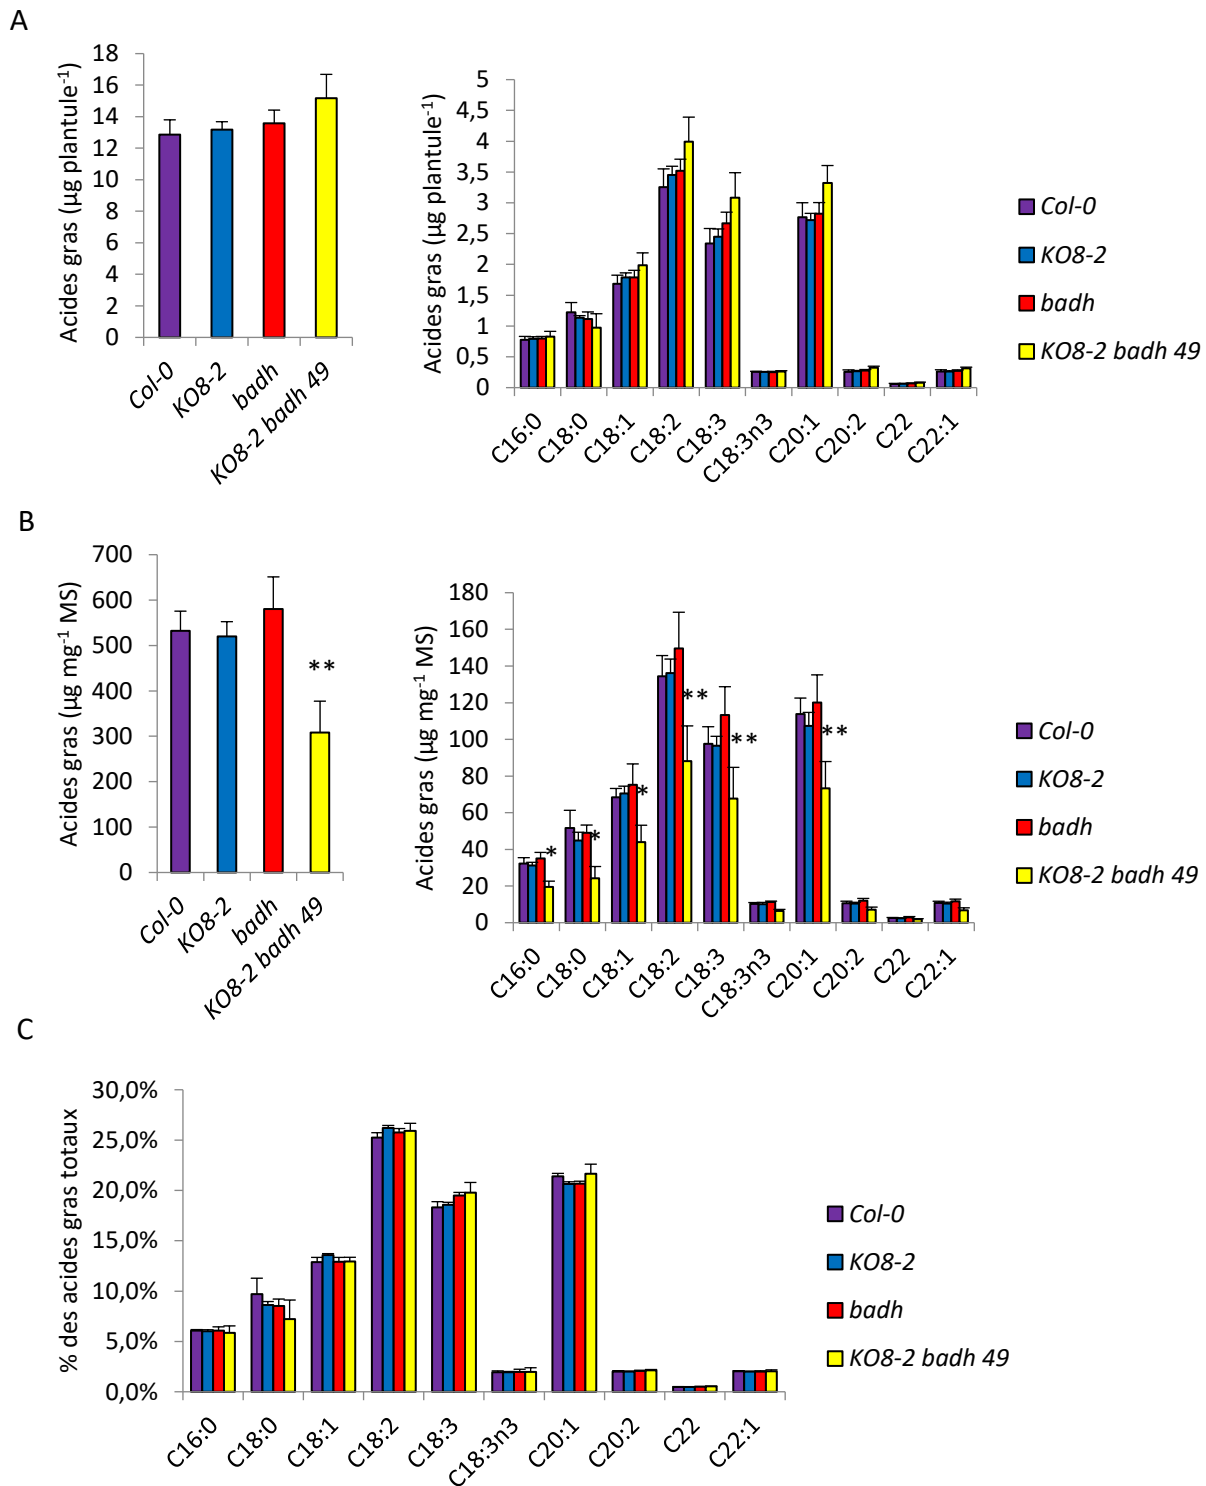 A
18
16
14
12
10
8
6
4
2
0
Acides gras (µg plantule⁻¹)
Col-0
KO8-2
badh
KO8-2 badh 49
5
4,5
4
3,5
3
2,5
2
1,5
1
0,5
0
Acides gras (µg plantule⁻¹)
C16:0
C18:0
C18:1
C18:2
C18:3
C18:3n3
C20:1
C20:2
C22
C22:1
Col-0
KO8-2
badh
KO8-2 badh 49
B
700
600
500
400
300
200
100
0
Acides gras (µg mg⁻¹ MS)
**
Col-0
KO8-2
badh
KO8-2 badh 49
180
160
140
120
100
80
60
40
20
0
Acides gras (µg mg⁻¹ MS)
*
*
*
**
**
**
C16:0
C18:0
C18:1
C18:2
C18:3
C18:3n3
C20:1
C20:2
C22
C22:1
Col-0
KO8-2
badh
KO8-2 badh 49
C
30,0%
25,0%
20,0%
15,0%
10,0%
5,0%
0,0%
% des acides gras totaux
C16:0
C18:0
C18:1
C18:2
C18:3
C18:3n3
C20:1
C20:2
C22
C22:1
Col-0
KO8-2
badh
KO8-2 badh 49